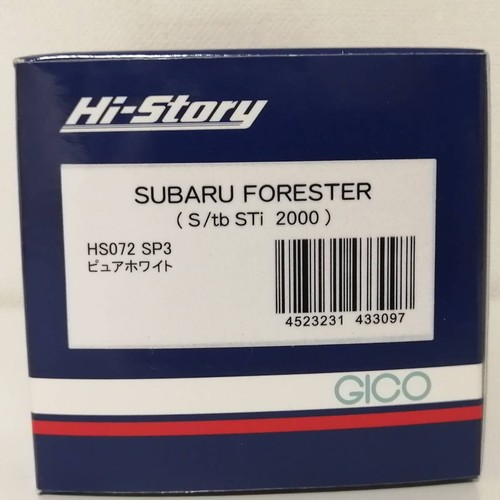 Hi-Story
SUBARU FORESTER
( S/tb STi 2000 )
HS072 SP3
ピュアホワイト
4523231 433097
GICO